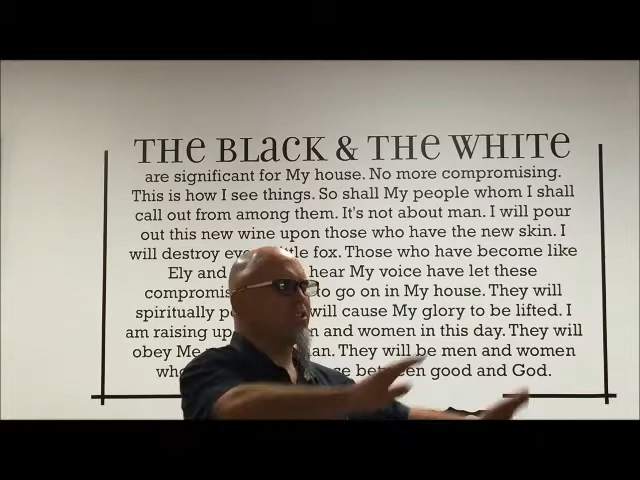 THE BLACK & THE WHITE
are significant for My house. No more compromising.
This is how I see things. So shall My people whom I shall
call out from among them. It's not about man. I will pour
out this new wine upon those who have the new skin. I
will destroy every little fox. Those who have become like
Ely and hear My voice have let these
to go on in My house. They will
spiritually will cause My glory to be lifted. I
am raising up and women in this day. They will
obey Me They will be men and women
between good and God.